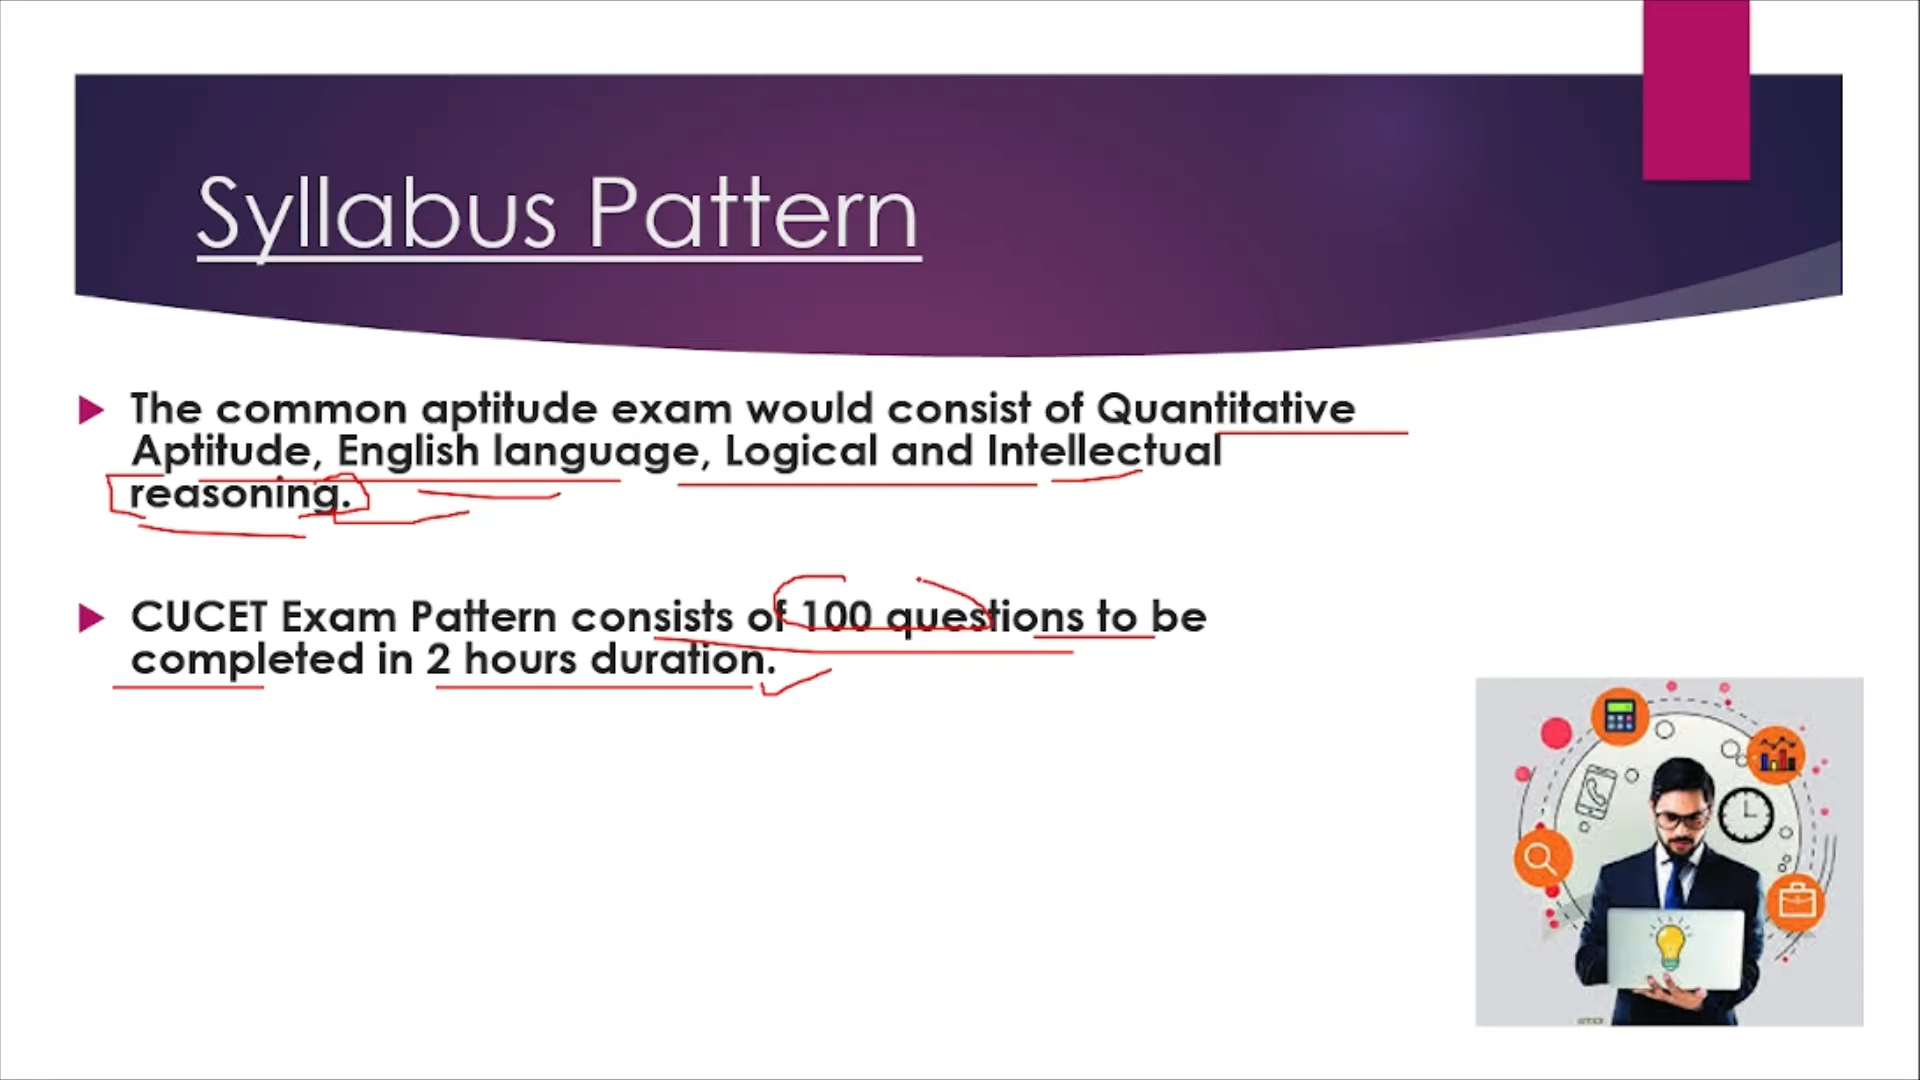 Syllabus Pattern
The common aptitude exam would consist of Quantitative
Aptitude, English language, Logical and Intellectual
reasoning.
CUCET Exam Pattern consists of 100 questions to be
completed in 2 hours duration.